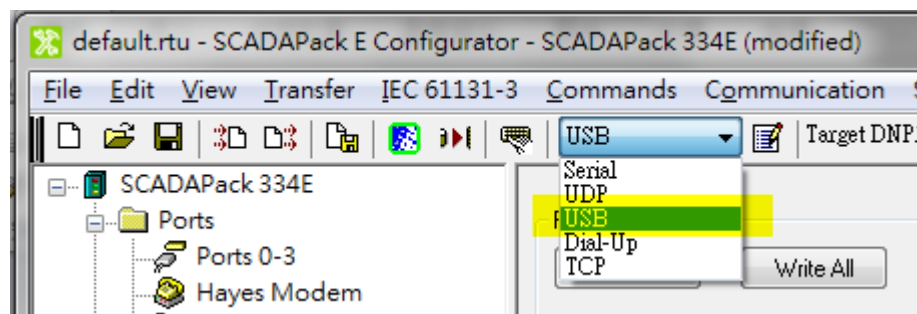 default.rtu - SCADAPack E Configurator - SCADAPack 334E (modified)
File Edit View Transfer IEC 61131-3 Commands Communication
USB Target DNP
SCADAPack 334E
Ports
Ports 0-3
Hayes Modem
Serial
UDP
USB
Dial-Up
TCP
Write All